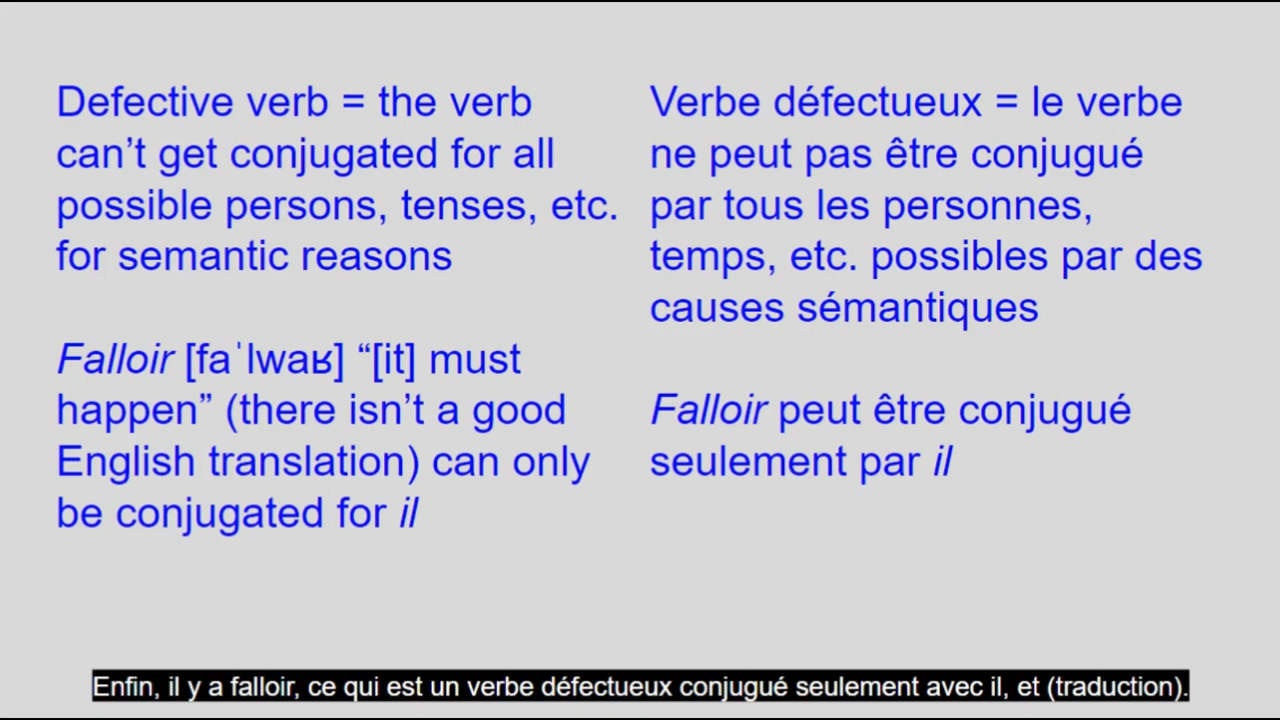 Defective verb = the verb
can’t get conjugated for all
possible persons, tenses, etc.
for semantic reasons
Falloir [faˈlwaʁ] “[it] must
happen” (there isn’t a good
English translation) can only
be conjugated for il
Verbe défectueux = le verbe
ne peut pas être conjugué
par tous les personnes,
temps, etc. possibles par des
causes sémantiques
Falloir peut être conjugué
seulement par il
Enfin, il y a falloir, ce qui est un verbe défectueux conjugué seulement avec il, et (traduction).